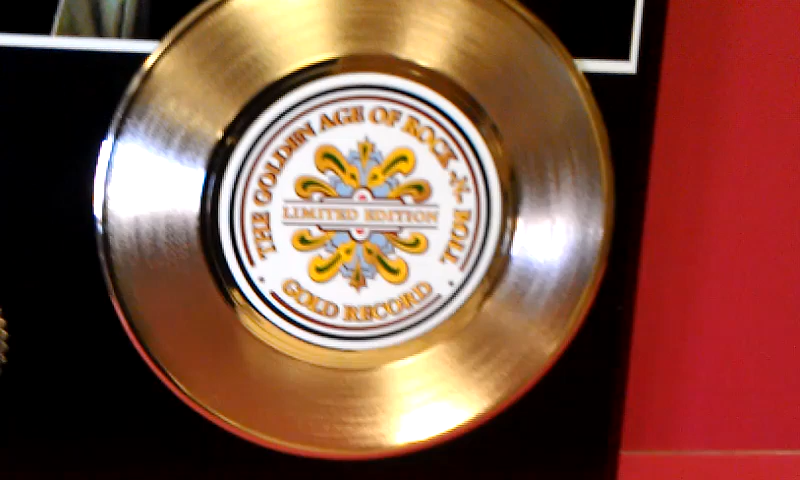 THE GOLDEN AGE OF ROCK -N- ROLL
LIMITED EDITION
GOLD RECORD